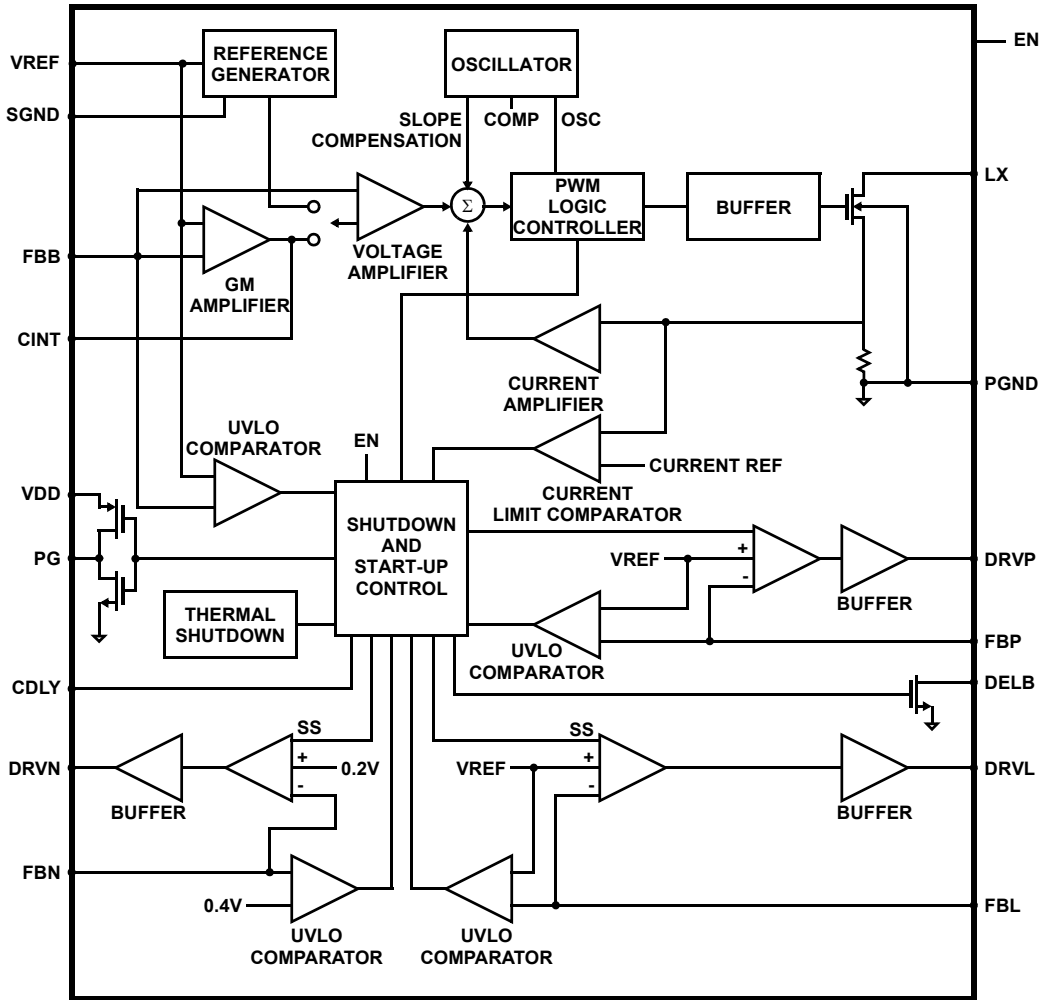 EN
VREF
REFERENCE
GENERATOR
OSCILLATOR
SGND
SLOPE
COMPENSATION
COMP
OSC
LX
PWM
LOGIC
CONTROLLER
BUFFER
Σ
FBB
GM
AMPLIFIER
VOLTAGE
AMPLIFIER
CINT
CURRENT
AMPLIFIER
PGND
UVLO
COMPARATOR
EN
CURRENT REF
CURRENT
LIMIT COMPARATOR
VDD
SHUTDOWN
AND
START-UP
CONTROL
PG
VREF
+
-
DRVP
BUFFER
THERMAL
SHUTDOWN
UVLO
COMPARATOR
FBP
CDLY
DELB
SS
+
-
0.2V
DRVN
BUFFER
SS
VREF
+
-
DRVL
BUFFER
FBN
0.4V
UVLO
COMPARATOR
UVLO
COMPARATOR
FBL